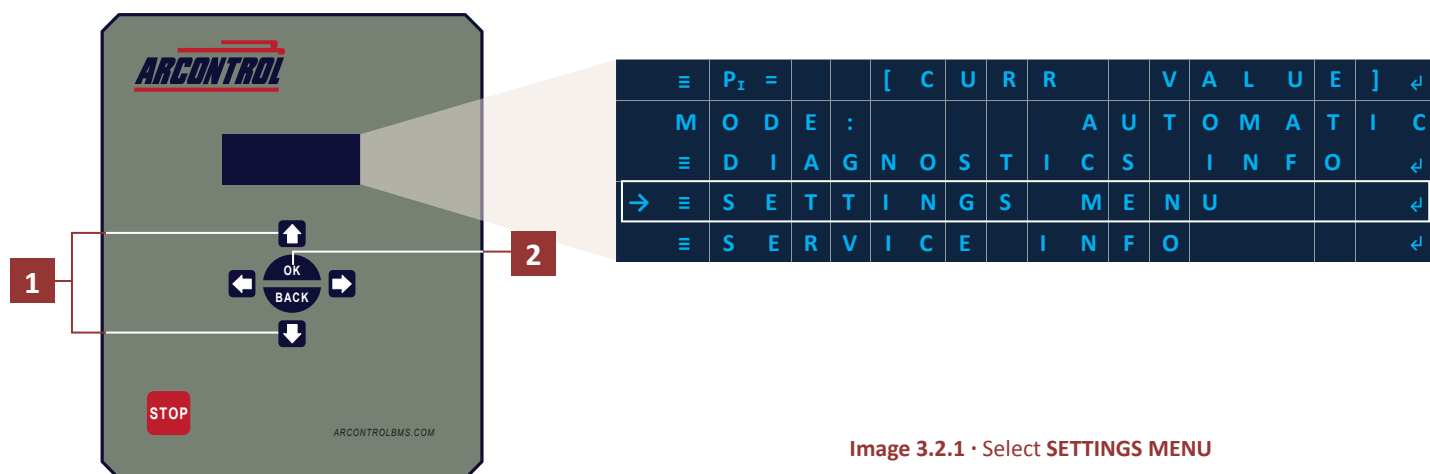 ARCONTROL
≡ P_I = [CURR VALUE] ↲
MODE: AUTOMATIC
≡ DIAGNOSTICS INFO ↲
→ ≡ SETTINGS MENU ↲
≡ SERVICE INFO ↲
1
2
OK
BACK
STOP
ARCONTROLBMS.COM
Image 3.2.1 · Select SETTINGS MENU